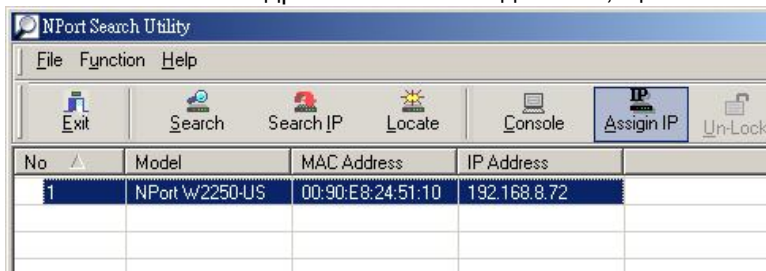 NPort Search Utility
File Function Help
Exit Search Search IP Locate Console Assigin IP Un-Lock
No Model MAC Address IP Address
1 NPort W2250-US 00:90:E8:24:51:10 192.168.8.72